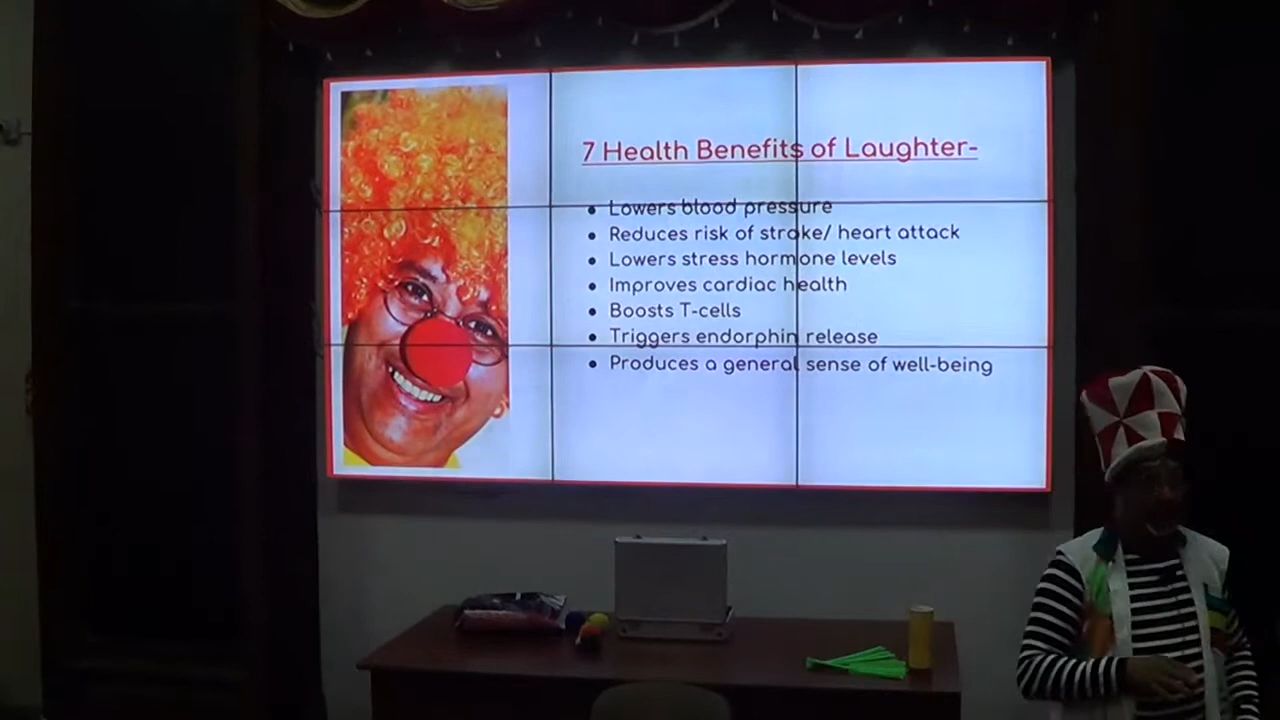 7 Health Benefits of Laughter-
• Lowers blood pressure
• Reduces risk of stroke/ heart attack
• Lowers stress hormone levels
• Improves cardiac health
• Boosts T-cells
• Triggers endorphin release
• Produces a general sense of well-being